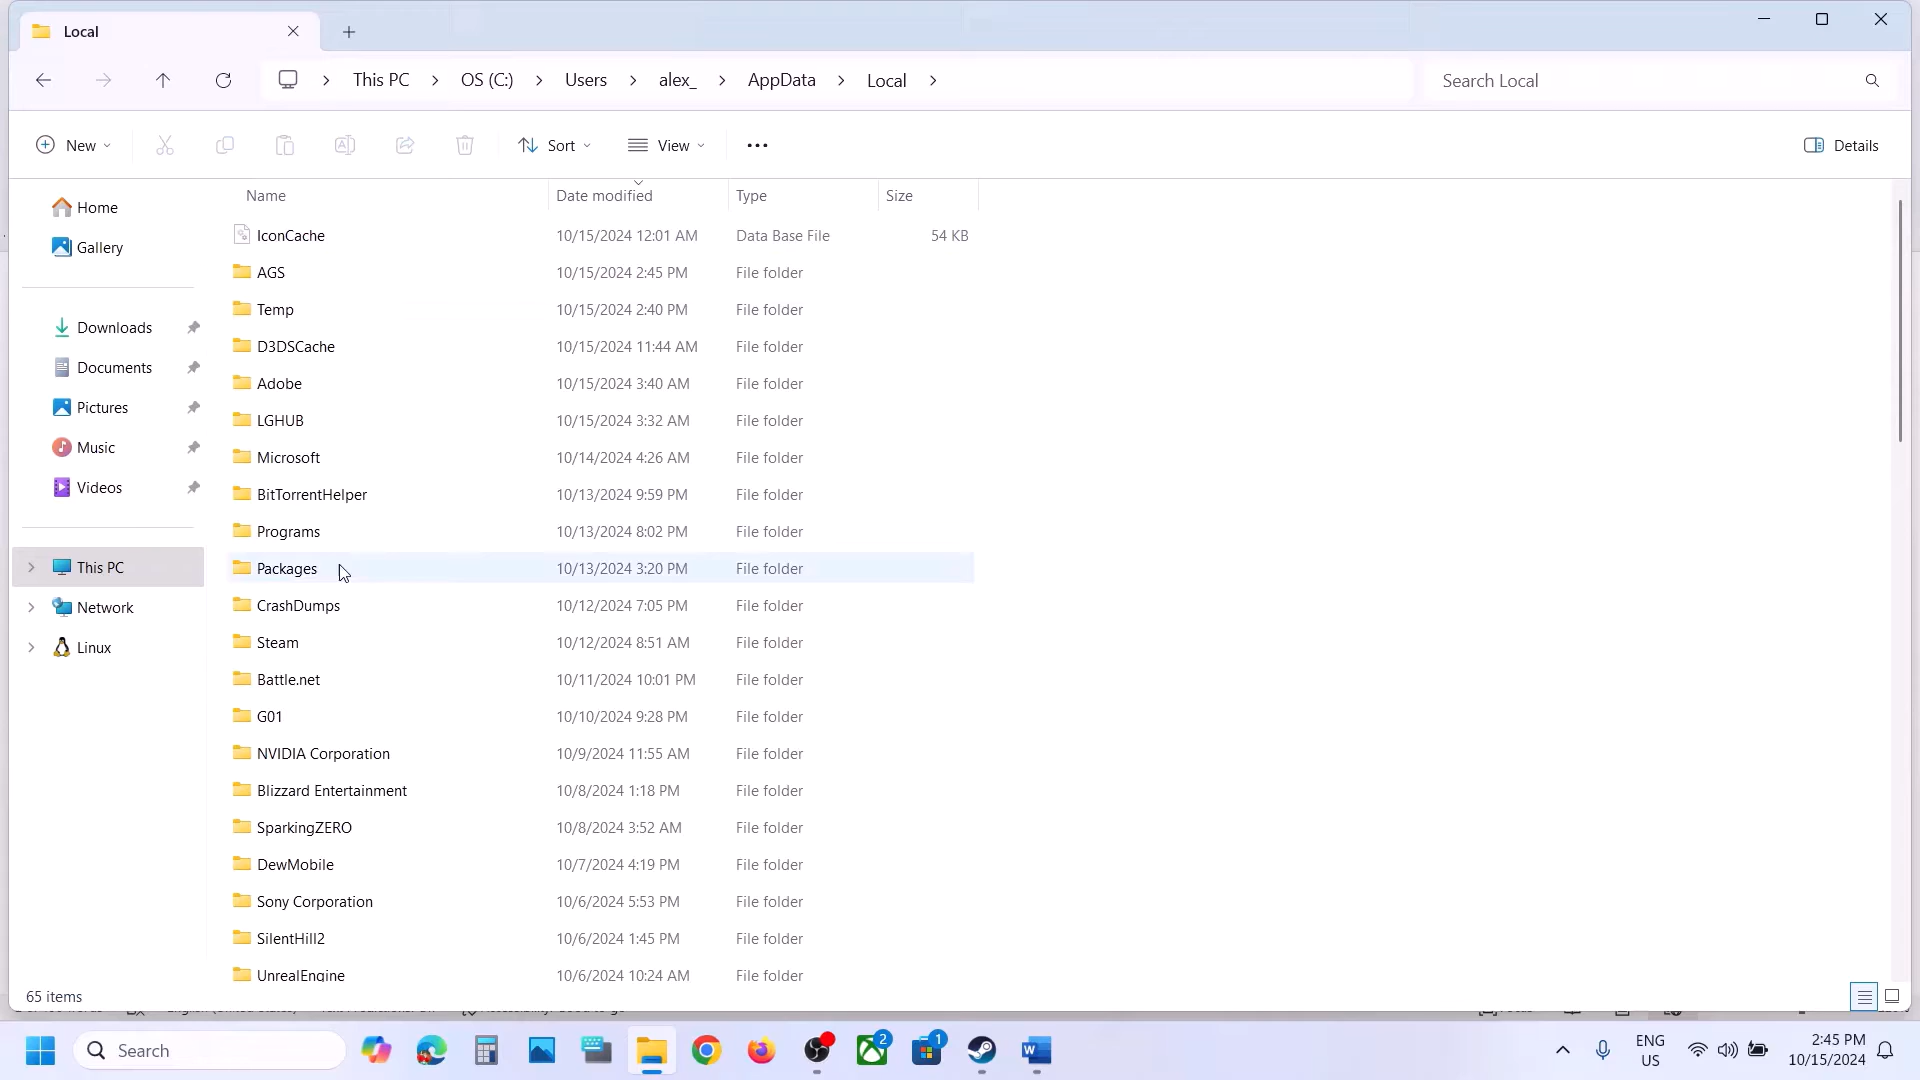 Local
This PC > OS (C:) > Users > alex_ > AppData > Local >
Search Local
New
Sort
View
Details
Name Date modified Type Size
IconCache 10/15/2024 12:01 AM Data Base File 54 KB
AGS 10/15/2024 2:45 PM File folder
Temp 10/15/2024 2:40 PM File folder
D3DSCache 10/15/2024 11:44 AM File folder
Adobe 10/15/2024 3:40 AM File folder
LGHUB 10/15/2024 3:32 AM File folder
Microsoft 10/14/2024 4:26 AM File folder
BitTorrentHelper 10/13/2024 9:59 PM File folder
Programs 10/13/2024 8:02 PM File folder
Packages 10/13/2024 3:20 PM File folder
CrashDumps 10/12/2024 7:05 PM File folder
Steam 10/12/2024 8:51 AM File folder
Battle.net 10/11/2024 10:01 PM File folder
G01 10/10/2024 9:28 PM File folder
NVIDIA Corporation 10/9/2024 11:55 AM File folder
Blizzard Entertainment 10/8/2024 1:18 PM File folder
SparkingZERO 10/8/2024 3:52 AM File folder
DewMobile 10/7/2024 4:19 PM File folder
Sony Corporation 10/6/2024 5:53 PM File folder
SilentHill2 10/6/2024 1:45 PM File folder
UnrealEngine 10/6/2024 10:24 AM File folder
Home
Gallery
Downloads
Documents
Pictures
Music
Videos
This PC
Network
Linux
65 items
Search
2
1
ENG
US
2:45 PM
10/15/2024